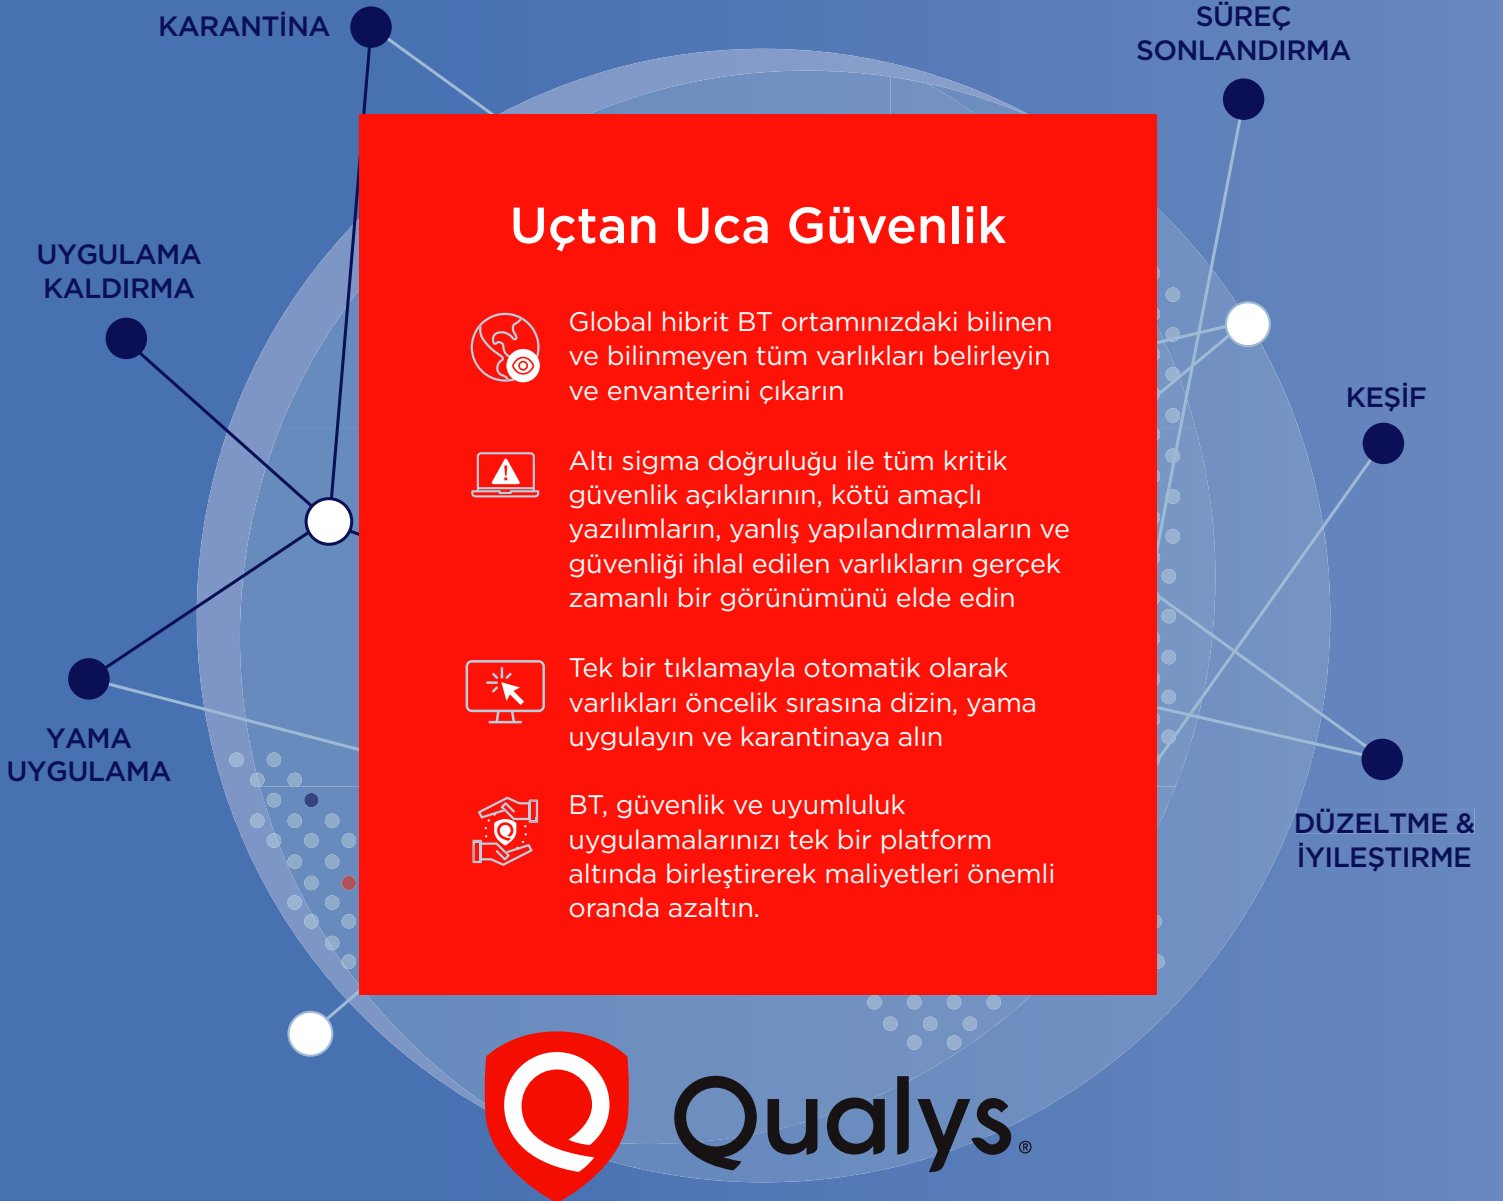 KARANTİNA
SÜREÇ
SONLANDIRMA
UYGULAMA
KALDIRMA
Uçtan Uca Güvenlik
Global hibrit BT ortamınızdaki bilinen
ve bilinmeyen tüm varlıkları belirleyin
ve envanterini çıkarın
KEŞİF
Altı sigma doğruluğu ile tüm kritik
güvenlik açıklarının, kötü amaçlı
yazılımların, yanlış yapılandırmaların ve
güvenliği ihlal edilen varlıkların gerçek
zamanlı bir görünümünü elde edin
Tek bir tıklamayla otomatik olarak
varlıkları öncelik sırasına dizin, yama
uygulayın ve karantinaya alın
YAMA
UYGULAMA
BT, güvenlik ve uyumluluk
uygulamalarınızı tek bir platform
altında birleştirerek maliyetleri önemli
oranda azaltın.
DÜZELTME &
İYILEŞTIRME
Qualys®